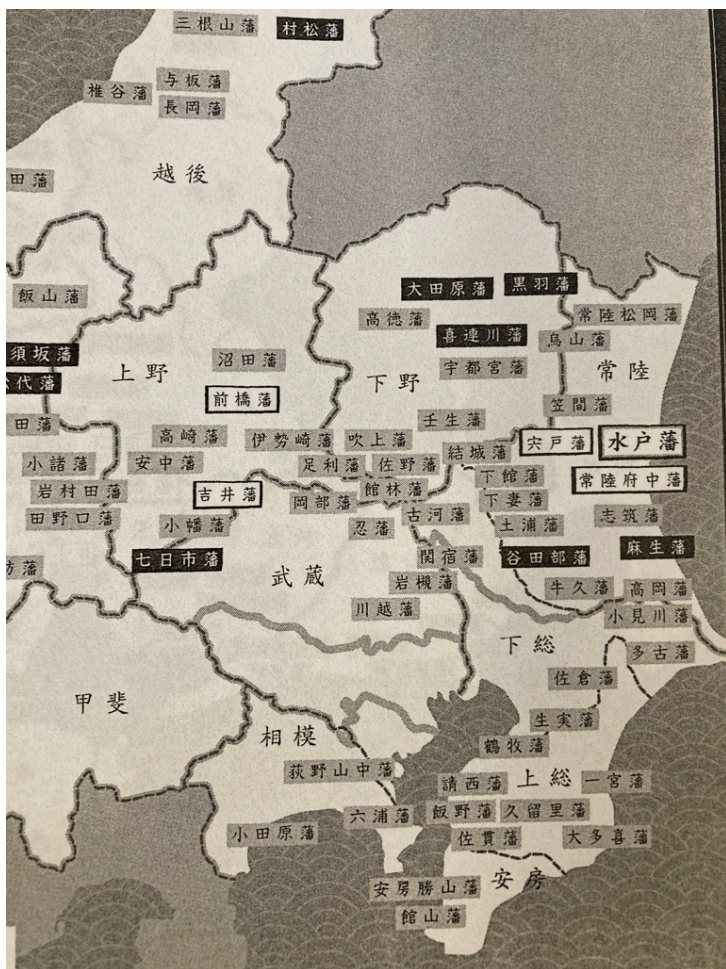 三根山藩
村松藩
与板藩
椎谷藩
長岡藩
越後
田藩
飯山藩
大田原藩
黒羽藩
高徳藩
常陸松岡藩
喜連川藩
烏山藩
須坂藩
沼田藩
宇都宮藩
上野
下野
常陸
代藩
前橋藩
笠間藩
田藩
壬生藩
高崎藩
伊勢崎藩
吹上藩
結城藩
宍戸藩
水戸藩
小諸藩
安中藩
足利藩
佐野藩
下館藩
常陸府中藩
岩村田藩
吉井藩
岡部藩
館林藩
下妻藩
田野口藩
小幡藩
忍藩
古河藩
土浦藩
志筑藩
七日市藩
武蔵
関宿藩
谷田部藩
麻生藩
藩
岩槻藩
牛久藩
高岡藩
川越藩
小見川藩
下総
多古藩
佐倉藩
甲斐
生実藩
相模
鶴牧藩
荻野山中藩
請西藩
上総
一宮藩
六浦藩
飯野藩
久留里藩
小田原藩
佐貫藩
大多喜藩
安房勝山藩
安房
館山藩